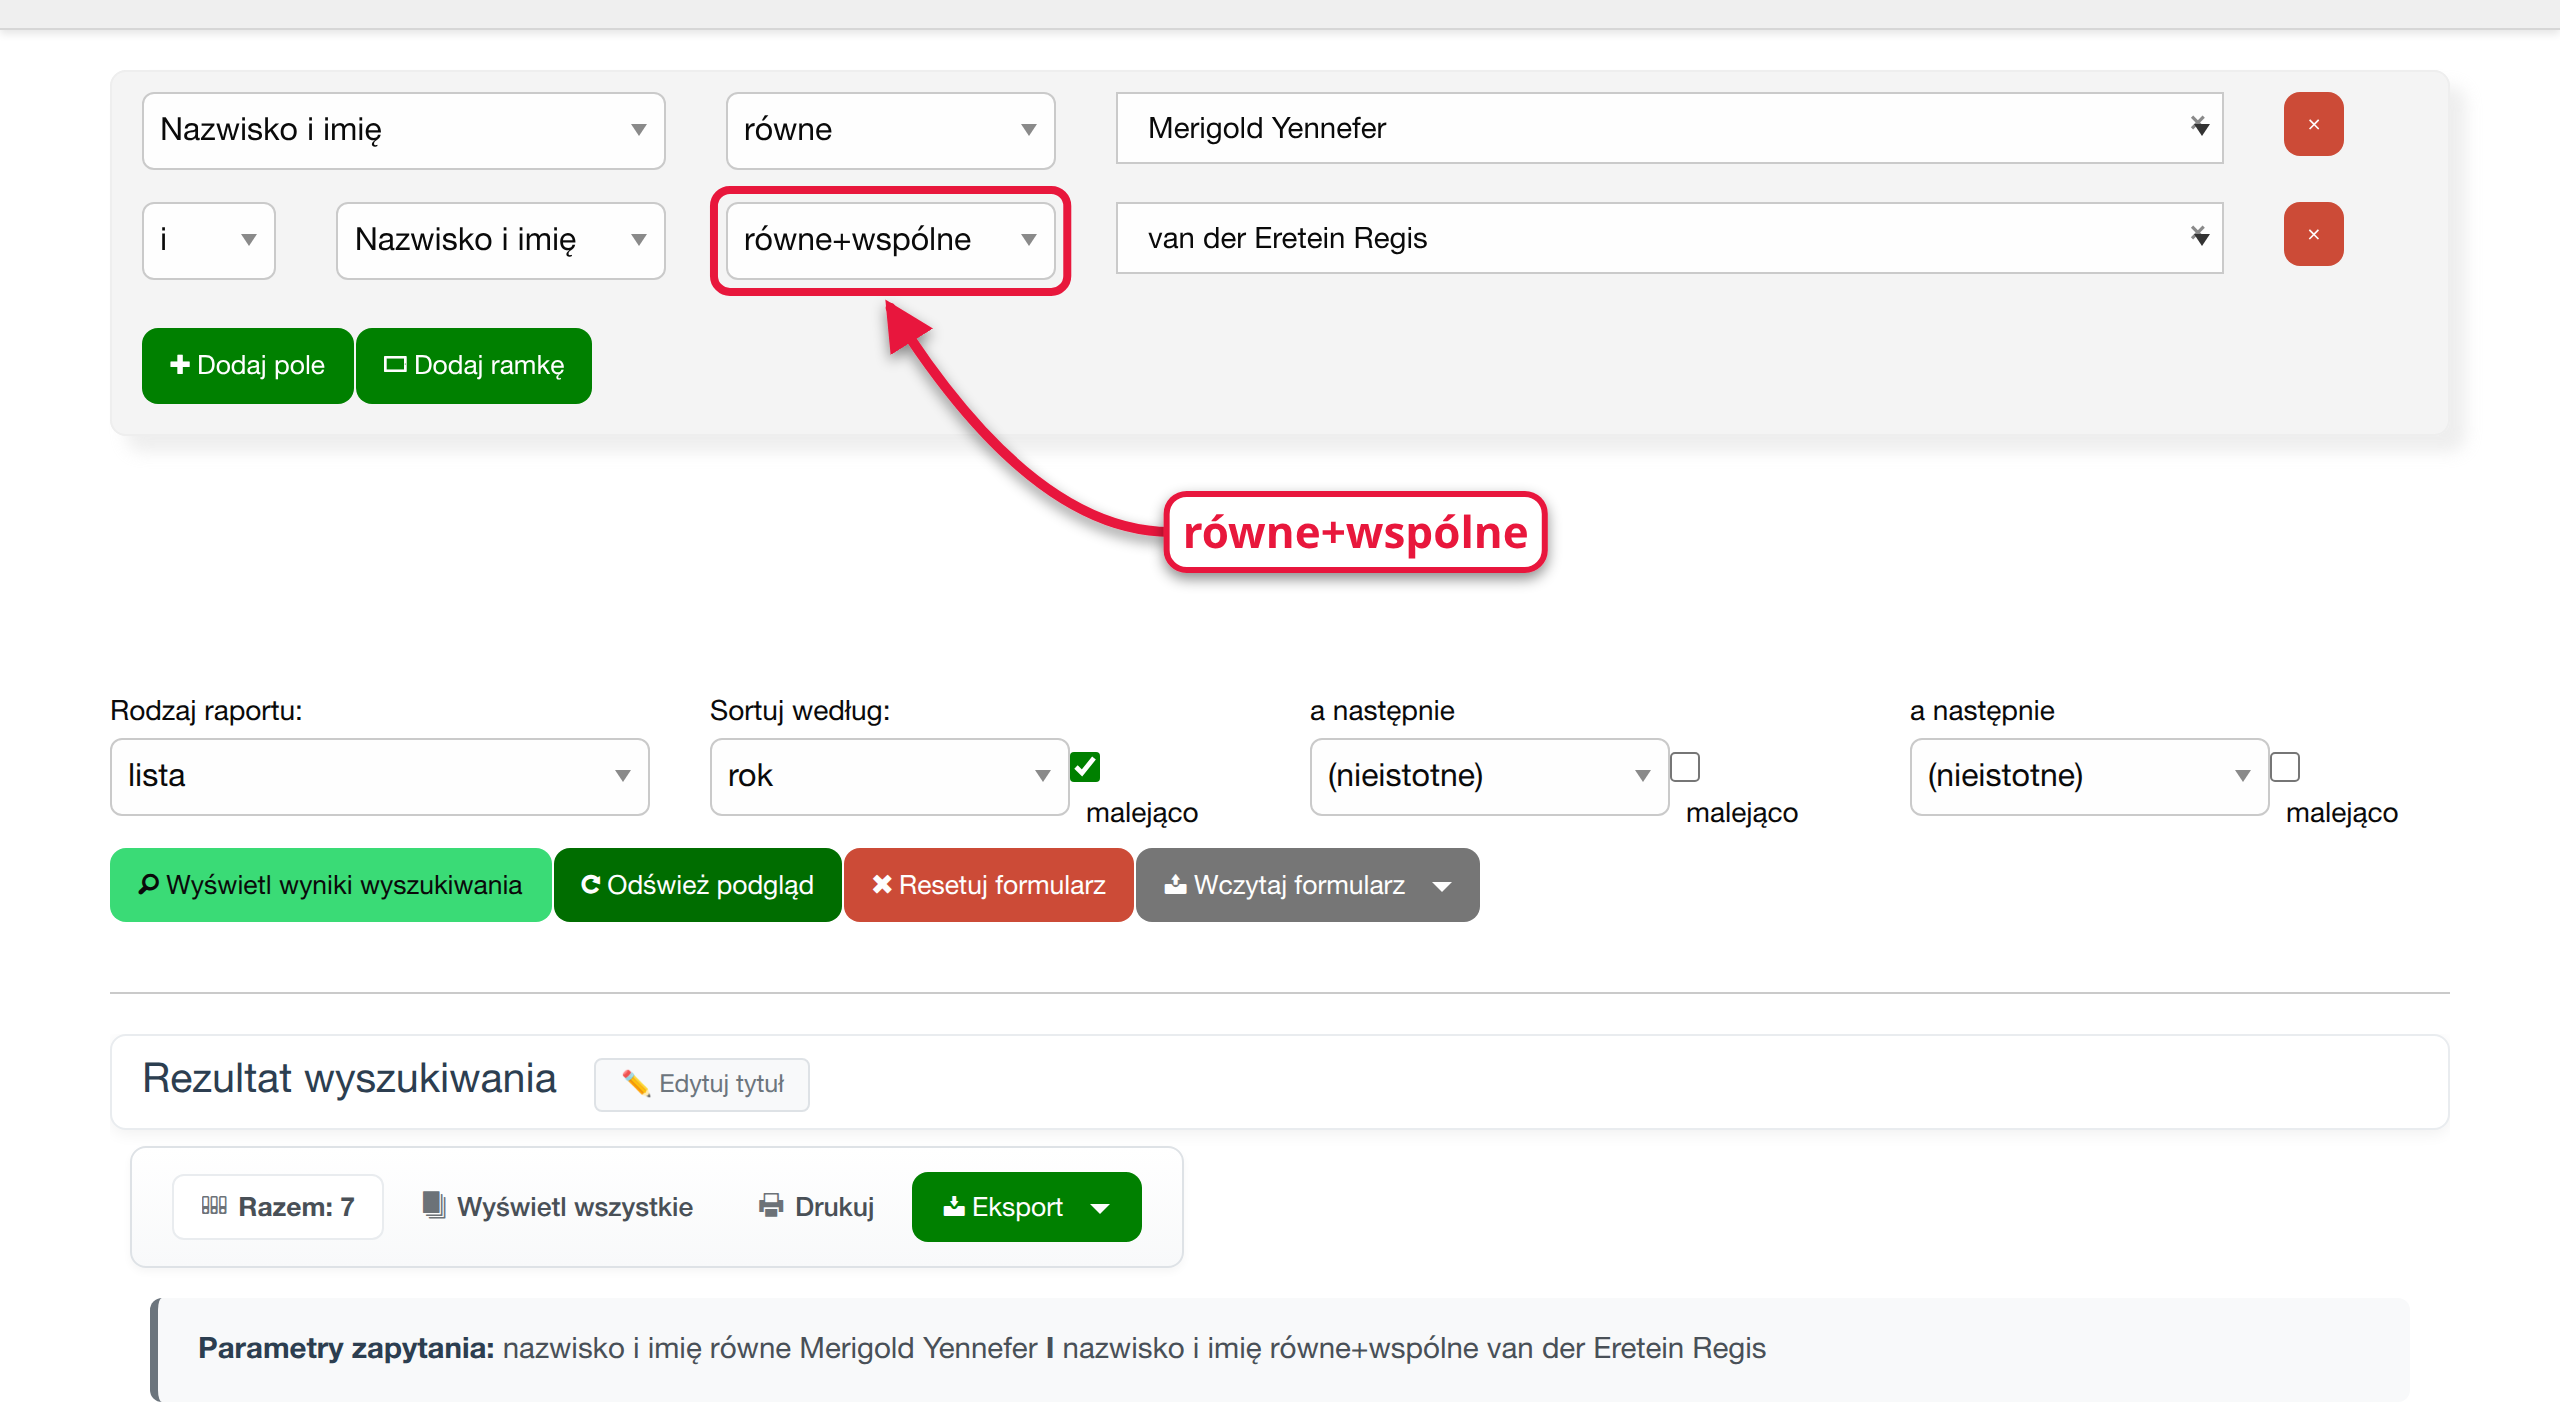 Nazwisko i imię równe Merigold Yennefer ×
i Nazwisko i imię równe+wspólne van der Eretein Regis ×
Dodaj pole Dodaj ramkę
równe+wspólne
Rodzaj raportu: Sortuj według: a następnie a następnie
lista rok (nieistotne) (nieistotne)
malejąco malejąco malejąco
Wyświetl wyniki wyszukiwania Odśwież podgląd Resetuj formularz Wczytaj formularz
Rezultat wyszukiwania Edytuj tytuł
Razem: 7 Wyświetl wszystkie Drukuj Eksport
Parametry zapytania: nazwisko i imię równe Merigold Yennefer I nazwisko i imię równe+wspólne van der Eretein Regis